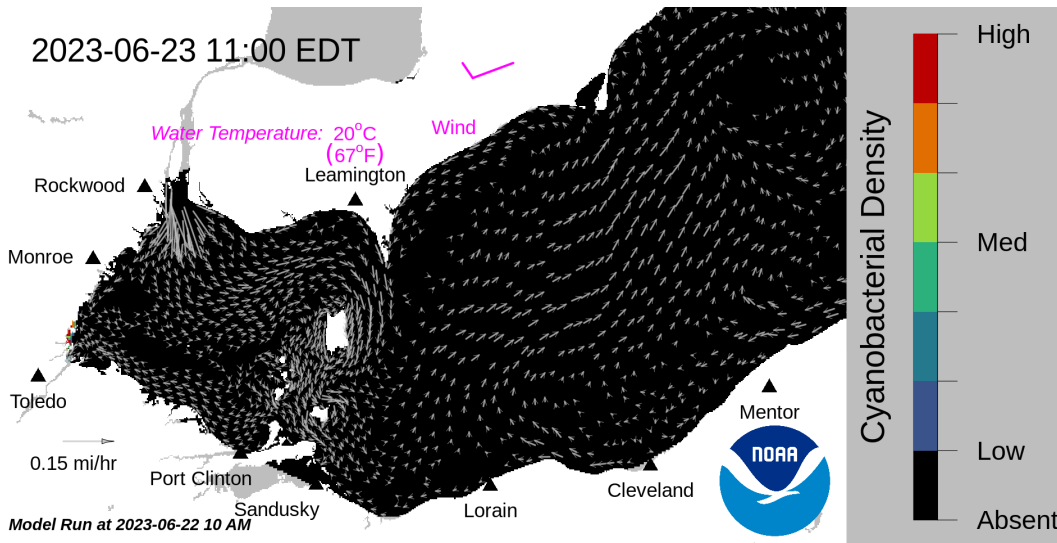 2023-06-23 11:00 EDT
High
Water Temperature: 20°C
(67°F)
Wind
Leamington
Rockwood
Monroe
Cyanobacterial Density
Med
Toledo
Mentor
NOAA
0.15 mi/hr
Port Clinton
Sandusky
Lorain
Cleveland
Low
Model Run at 2023-06-22 10 AM
Absent